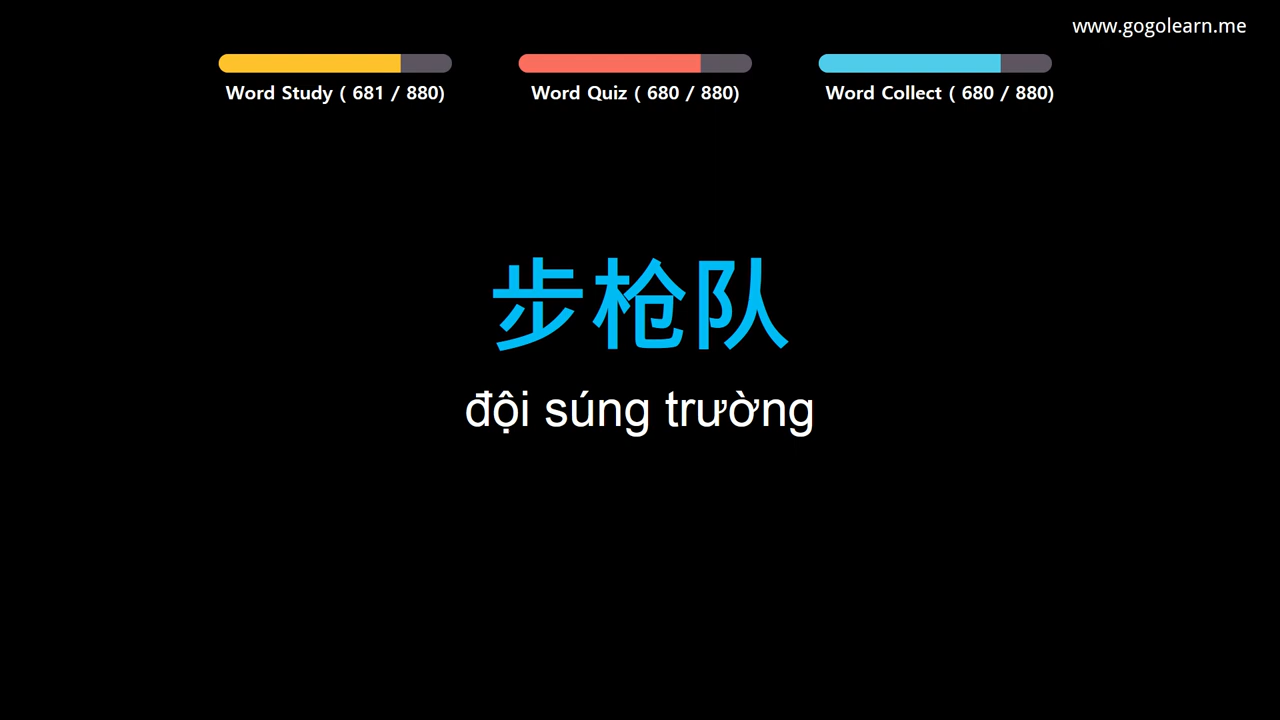 www.gogolearn.me
Word Study ( 681 / 880)
Word Quiz ( 680 / 880)
Word Collect ( 680 / 880)
步枪队
đội súng trường